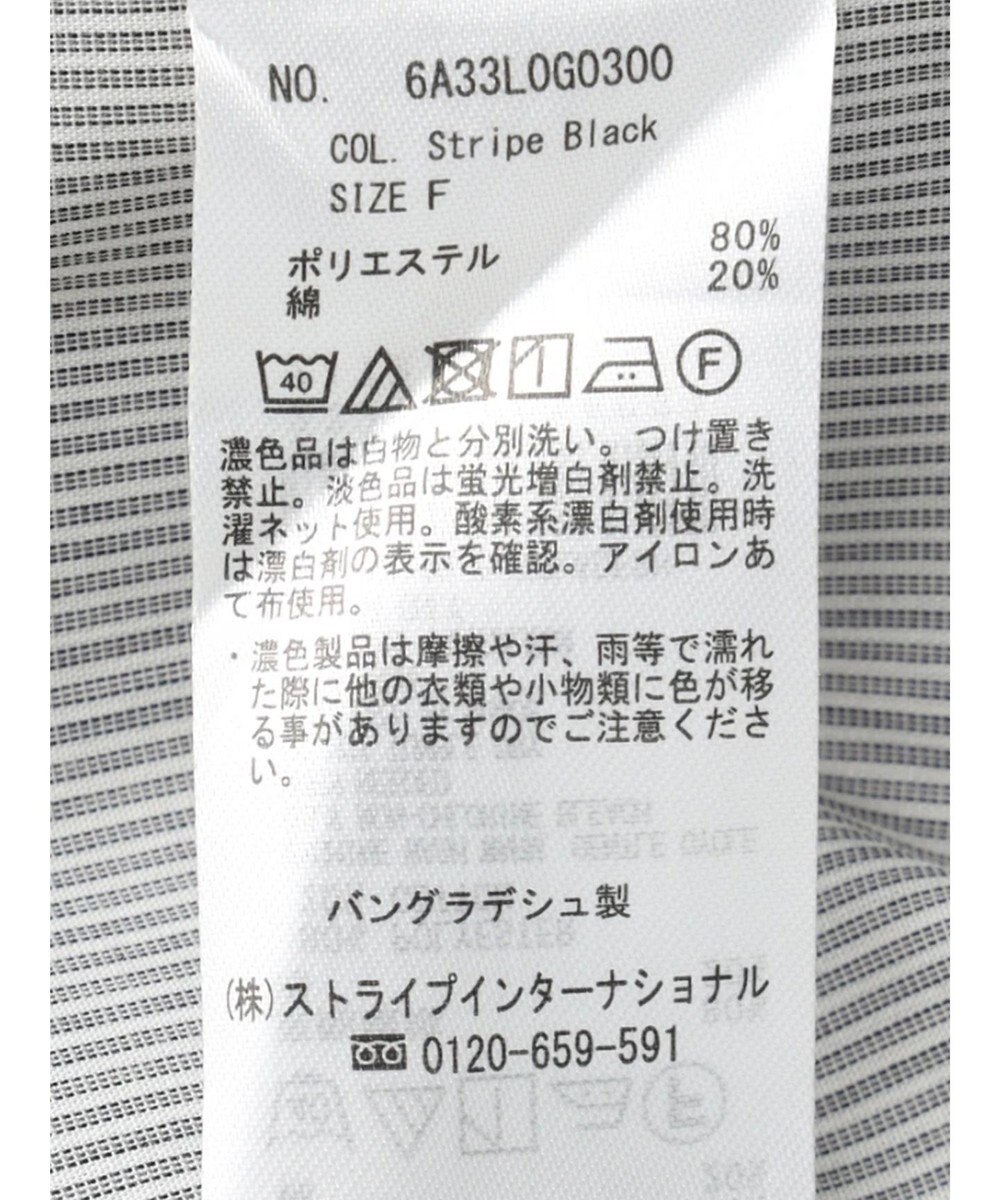 NO. 6A33L0G0300
COL. Stripe Black
SIZE F
ポリエステル 80%
綿 20%
40 F
濃色品は白物と分別洗い。つけ置き
禁止。淡色品は蛍光増白剤禁止。洗
濯ネット使用。酸素系漂白剤使用時
は漂白剤の表示を確認。アイロンあ
て布使用。
・濃色製品は摩擦や汗、雨等で濡れ
た際に他の衣類や小物類に色が移
る事がありますのでご注意くださ
い。
バングラデシュ製
(株)ストライプインターナショナル
0120-659-591